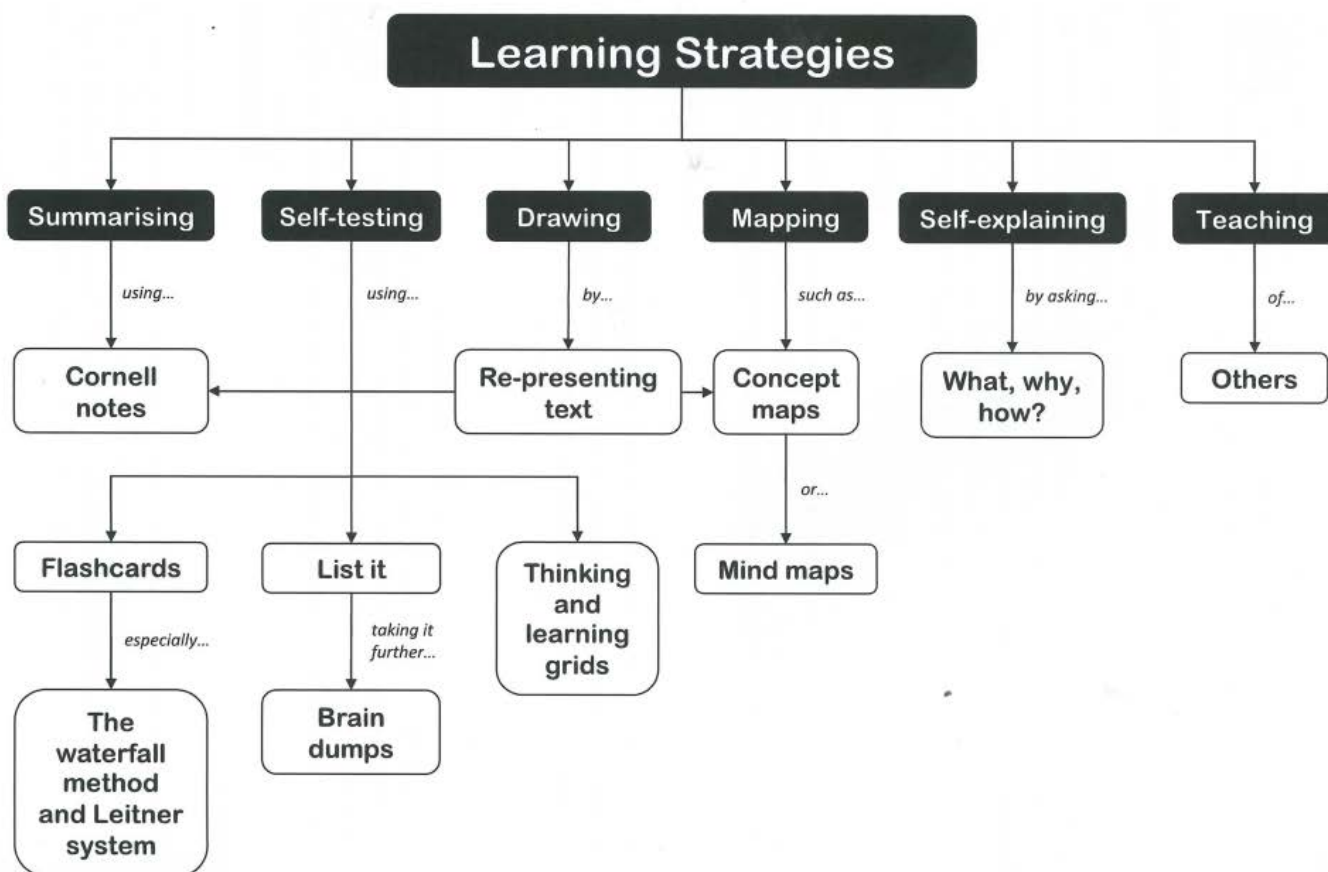 Learning Strategies
Summarising
Self-testing
Drawing
Mapping
Self-explaining
Teaching
using...
using...
by...
such as...
by asking...
of...
Cornell
notes
Re-presenting
text
Concept
maps
What, why,
how?
Others
or...
Flashcards
List it
Thinking
and
learning
grids
Mind maps
especially...
taking it
further...
The
waterfall
method
and Leitner
system
Brain
dumps